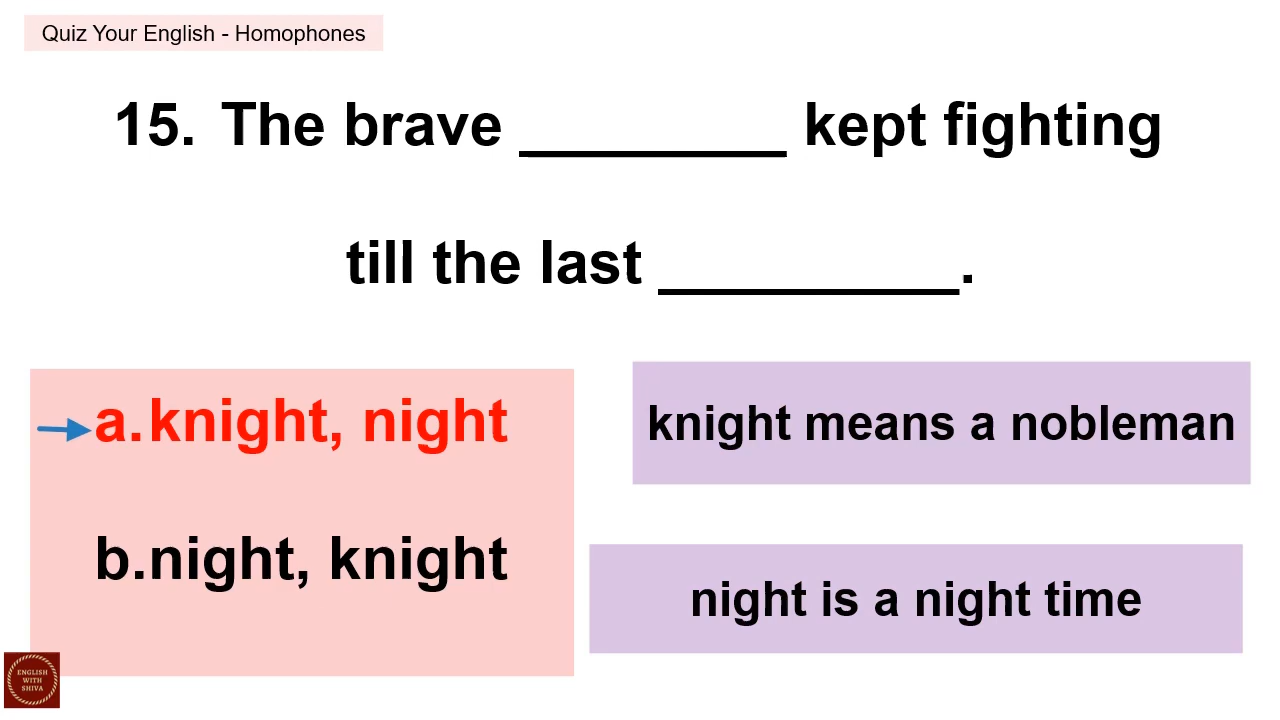 Quiz Your English - Homophones
15. The brave ________ kept fighting
till the last _________.
a.knight, night
b.night, knight
knight means a nobleman
night is a night time
ENGLISH
WITH
SHIVA